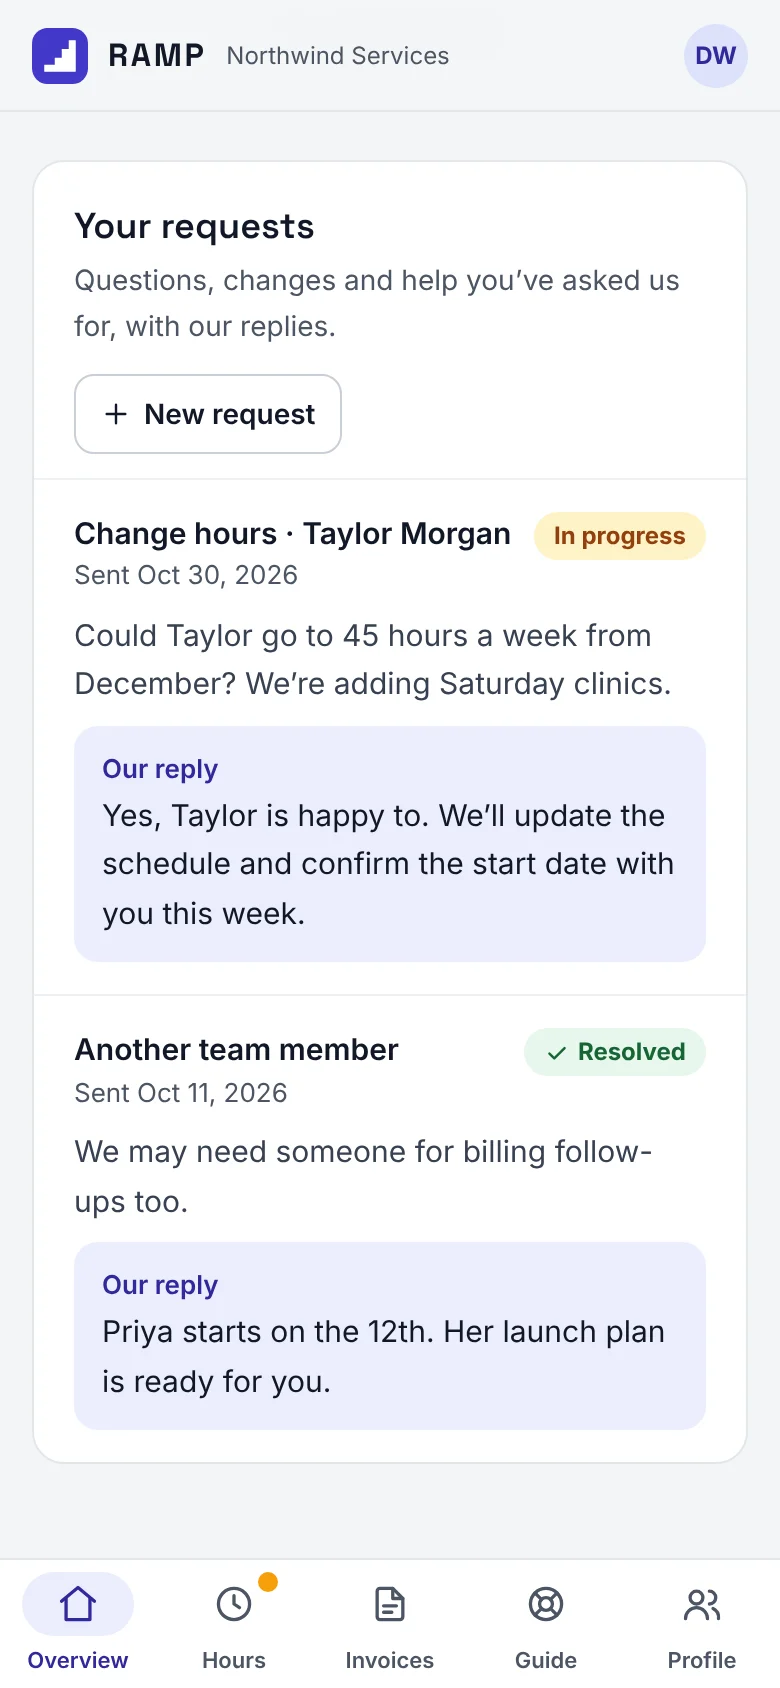 RAMP Northwind Services DW
Your requests
Questions, changes and help you’ve asked us
for, with our replies.
+ New request
Change hours · Taylor Morgan In progress
Sent Oct 30, 2026
Could Taylor go to 45 hours a week from
December? We’re adding Saturday clinics.
Our reply
Yes, Taylor is happy to. We’ll update the
schedule and confirm the start date with
you this week.
Another team member Resolved
Sent Oct 11, 2026
We may need someone for billing follow-
ups too.
Our reply
Priya starts on the 12th. Her launch plan
is ready for you.
Overview Hours Invoices Guide Profile